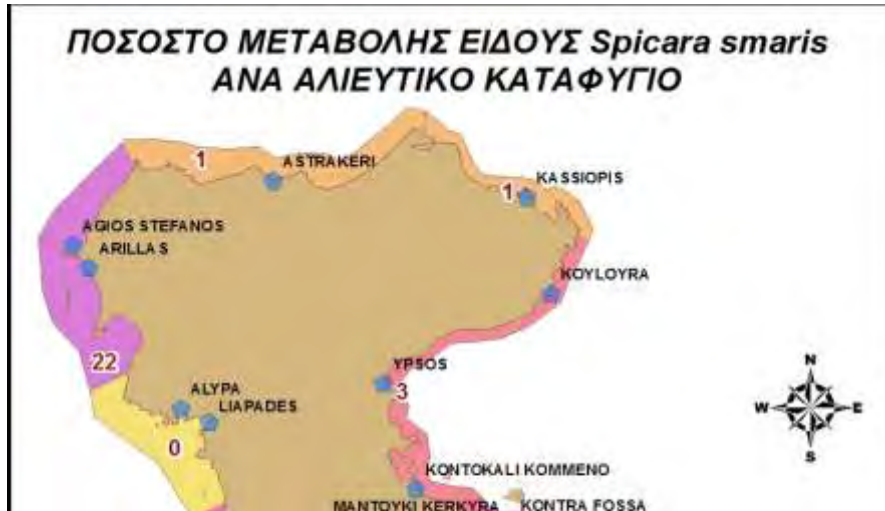 ΠΟΣΟΣΤΟ ΜΕΤΑΒΟΛΗΣ ΕΙΔΟΥΣ Spicara smaris
ΑΝΑ ΑΛΙΕΥΤΙΚΟ ΚΑΤΑΦΥΓΙΟ
1
ASTRAKERI
1
KASSIOPIS
AGIOS STEFANOS
ARILLAS
KOYLOYRA
22
YPSOS
3
N
W
E
S
ALYPA
LIAPADES
0
KONTOKALI KOMMENO
MANTOYKI KERKYRA
KONTRA FOSSA